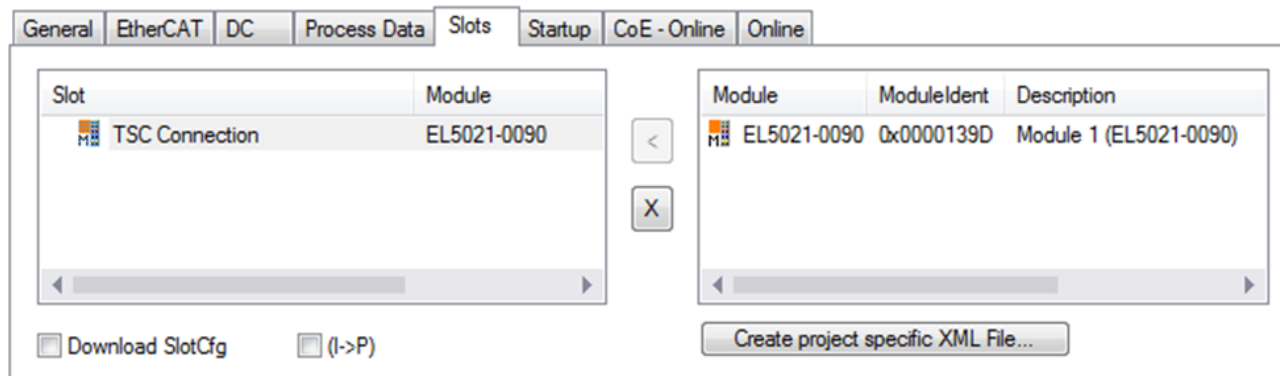 General EtherCAT DC Process Data Slots Startup CoE - Online Online
Slot Module
TSC Connection EL5021-0090
Module ModuleIdent Description
EL5021-0090 0x0000139D Module 1 (EL5021-0090)
<
X
Download SlotCfg (I->P)
Create project specific XML File...